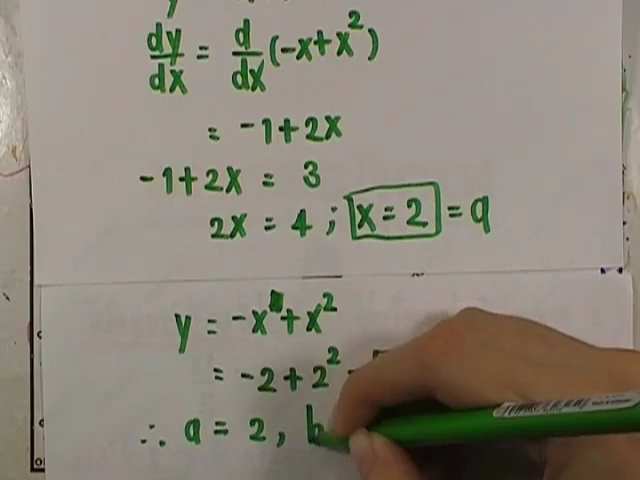 dy/dx = d/dx (-x+x²)
= -1+2x
-1+2x = 3
2x = 4 ; x = 2 = a
y = -x + x²
= -2 + 2²
∴ a = 2, b